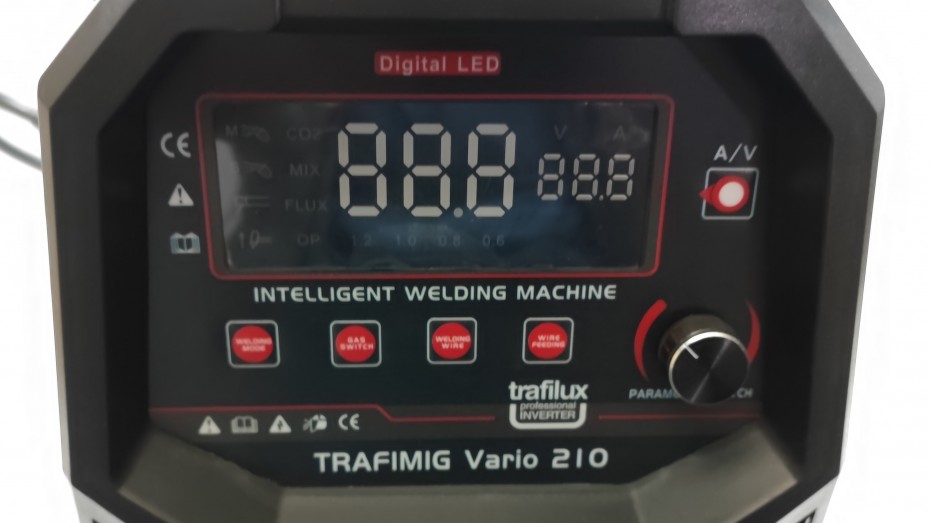 Digital LED
CE
M
CO2
88.8
V
A
MIX
88.8
A/V
FLUX
OP
1.2 1.0 0.8 0.6
INTELLIGENT WELDING MACHINE
WELDING MODE
GAS SWITCH
WELDING WIRE
WIRE FEEDING
trafilux
professional
INVERTER
CE
TRAFIMIG Vario 210